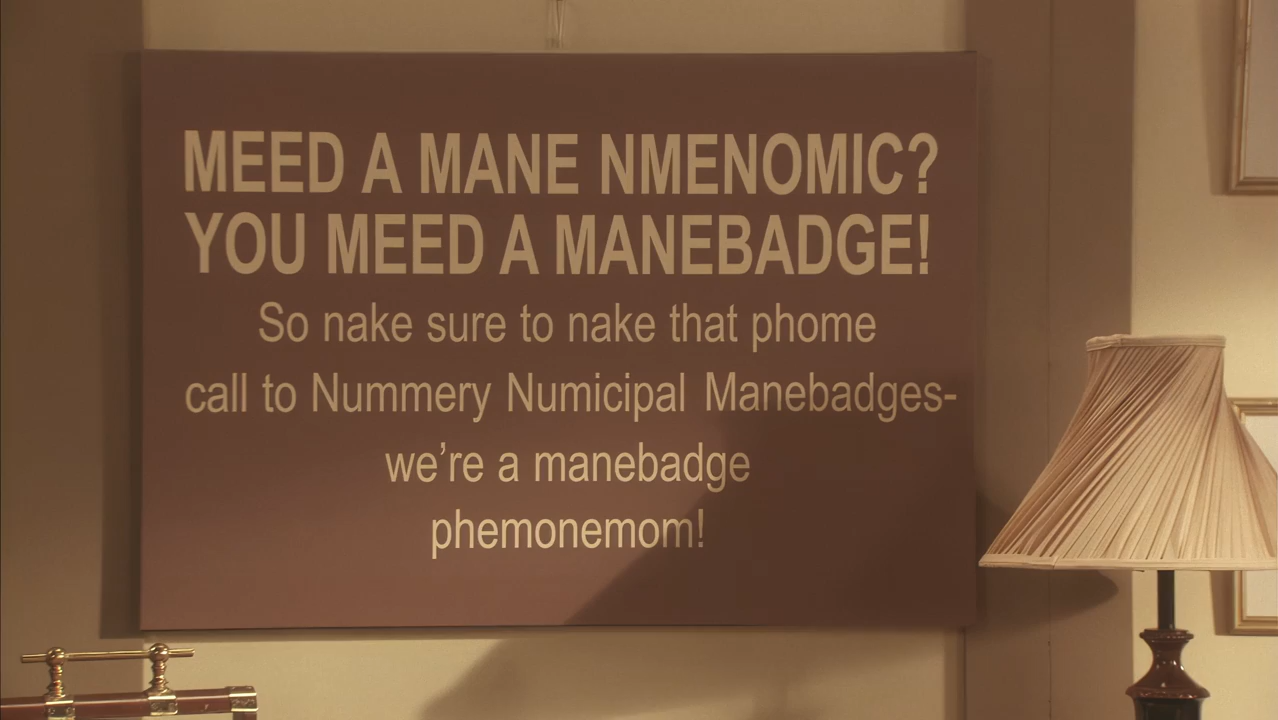 MEED A MANE NMENOMIC?
YOU MEED A MANEBADGE!
So nake sure to nake that phome
call to Nummery Numicipal Manebadges-
we're a manebadge
phemonemom!